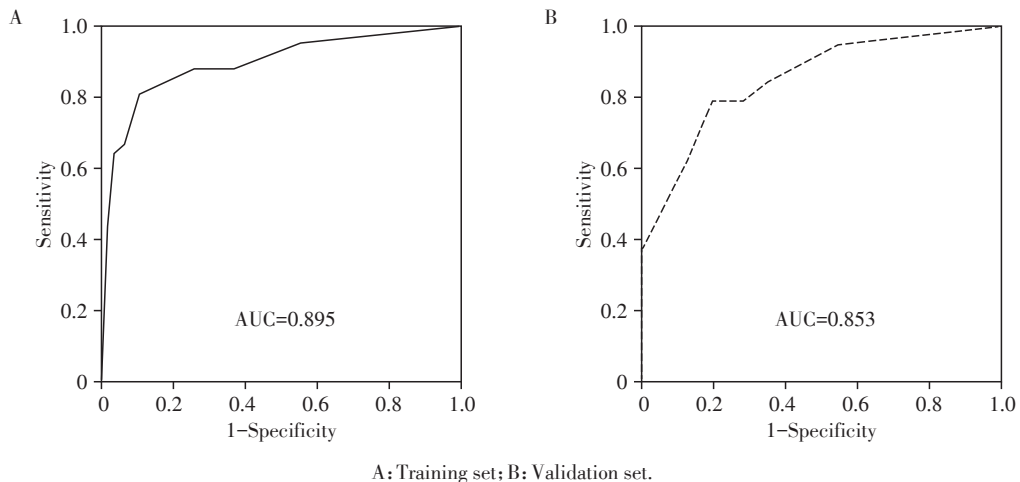 A
1.0
0.8
0.6
0.4
0.2
0
Sensitivity
AUC=0.895
0 0.2 0.4 0.6 0.8 1.0
1-Specificity
B
1.0
0.8
0.6
0.4
0.2
0
Sensitivity
AUC=0.853
0 0.2 0.4 0.6 0.8 1.0
1-Specificity
A: Training set; B: Validation set.